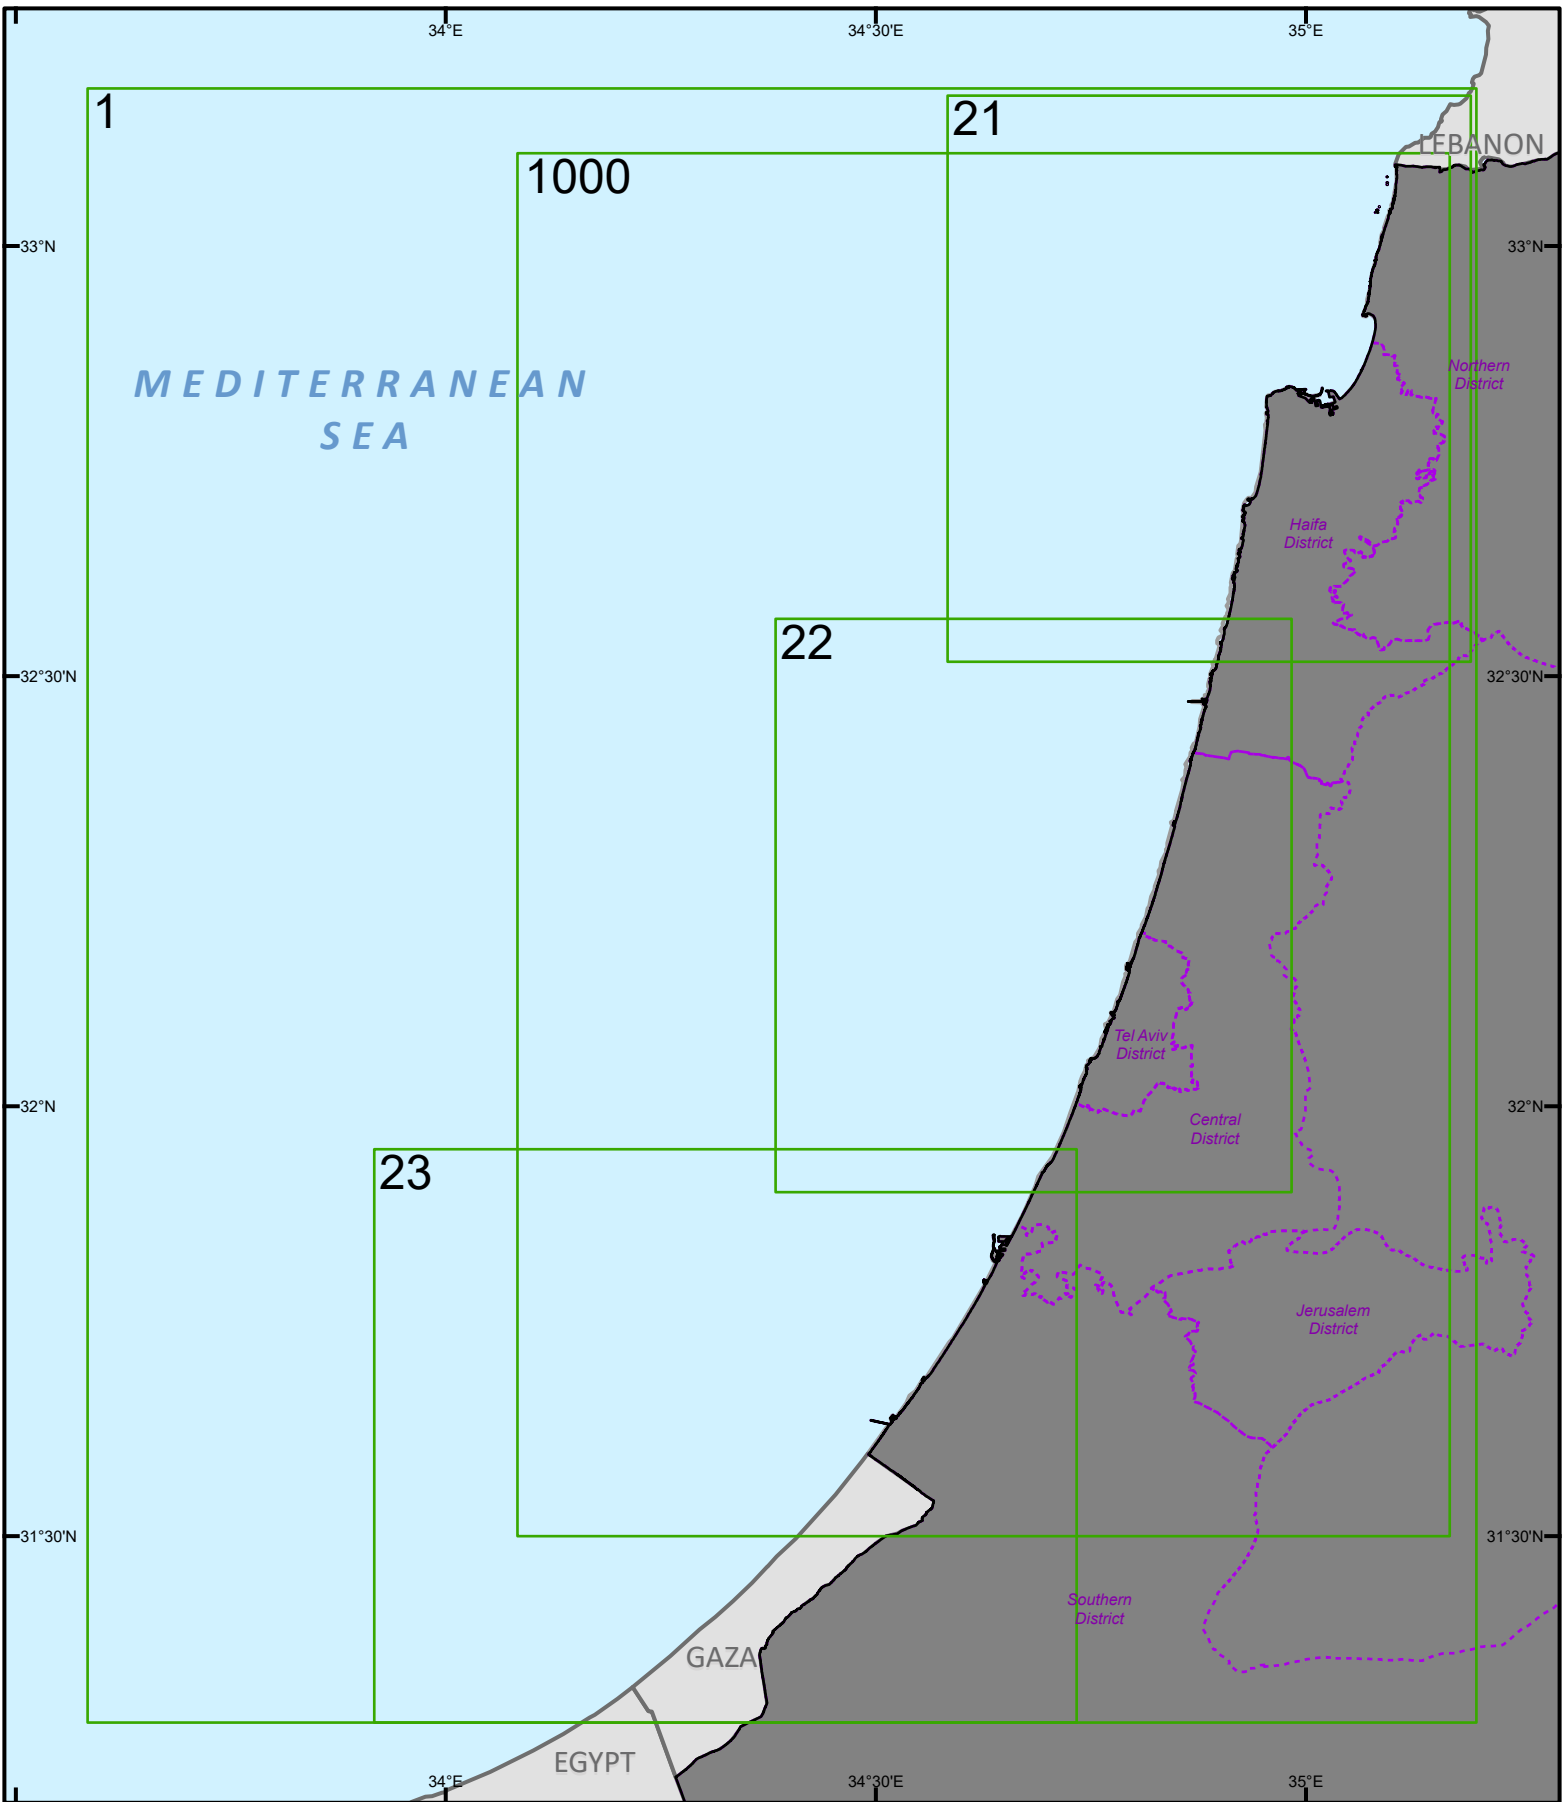 34°E
34°30'E
35°E
1
21
LEBANON
1000
33°N
33°N
MEDITERRANEAN
SEA
Northern
District
Haifa
District
22
32°30'N
32°30'N
Tel Aviv
District
32°N
32°N
Central
District
23
Jerusalem
District
31°30'N
31°30'N
Southern
District
GAZA
EGYPT
34°E
34°30'E
35°E